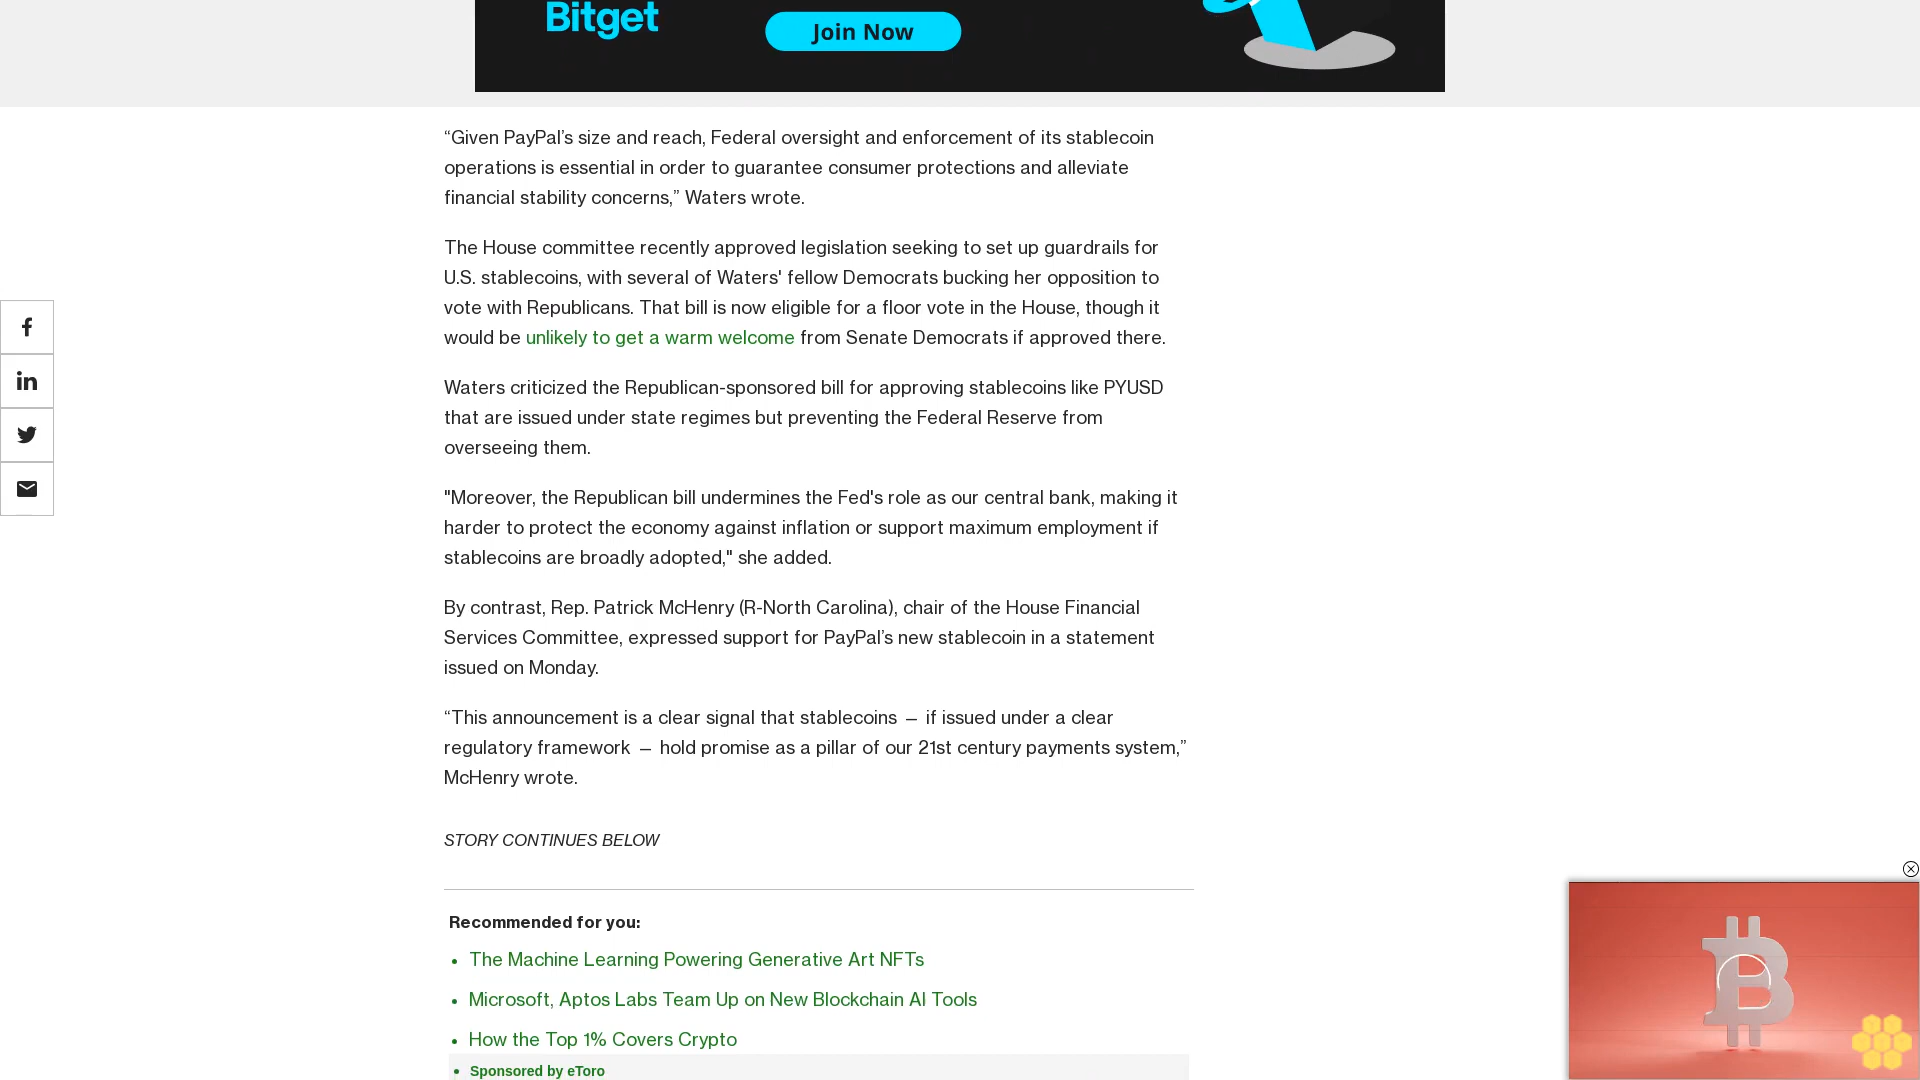 Bitget
Join Now
“Given PayPal’s size and reach, Federal oversight and enforcement of its stablecoin
operations is essential in order to guarantee consumer protections and alleviate
financial stability concerns,” Waters wrote.
The House committee recently approved legislation seeking to set up guardrails for
U.S. stablecoins, with several of Waters' fellow Democrats bucking her opposition to
vote with Republicans. That bill is now eligible for a floor vote in the House, though it
would be unlikely to get a warm welcome from Senate Democrats if approved there.
Waters criticized the Republican-sponsored bill for approving stablecoins like PYUSD
that are issued under state regimes but preventing the Federal Reserve from
overseeing them.
"Moreover, the Republican bill undermines the Fed's role as our central bank, making it
harder to protect the economy against inflation or support maximum employment if
stablecoins are broadly adopted," she added.
By contrast, Rep. Patrick McHenry (R-North Carolina), chair of the House Financial
Services Committee, expressed support for PayPal’s new stablecoin in a statement
issued on Monday.
“This announcement is a clear signal that stablecoins — if issued under a clear
regulatory framework — hold promise as a pillar of our 21st century payments system,”
McHenry wrote.
STORY CONTINUES BELOW
Recommended for you:
• The Machine Learning Powering Generative Art NFTs
• Microsoft, Aptos Labs Team Up on New Blockchain AI Tools
• How the Top 1% Covers Crypto
• Sponsored by eToro